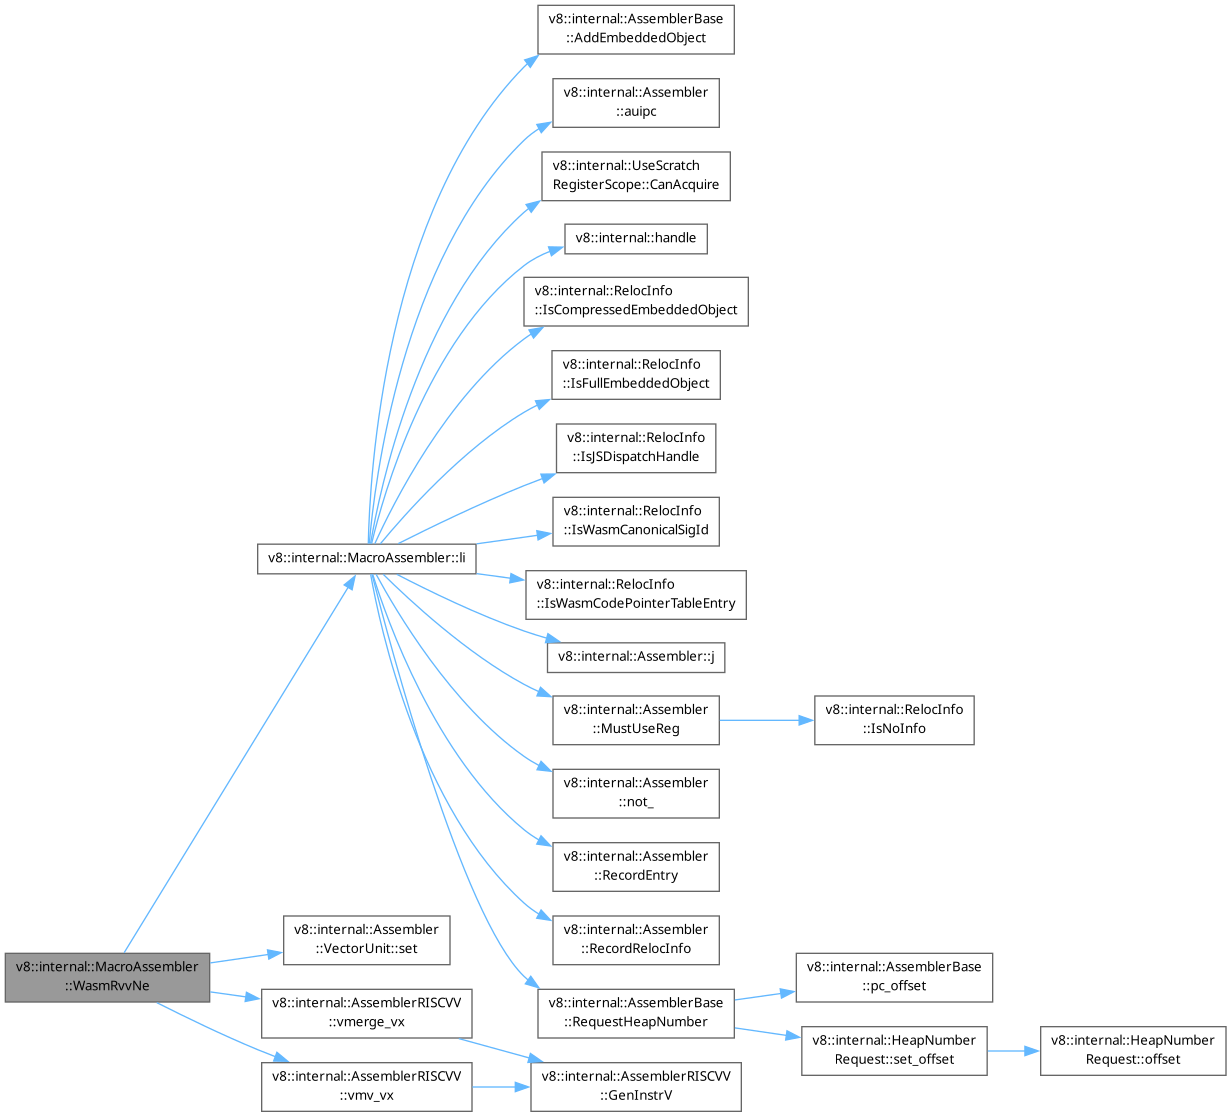 v8::internal::AssemblerBase
::AddEmbeddedObject
v8::internal::Assembler
::auipc
v8::internal::UseScratch
RegisterScope::CanAcquire
v8::internal::handle
v8::internal::RelocInfo
::IsCompressedEmbeddedObject
v8::internal::RelocInfo
::IsFullEmbeddedObject
v8::internal::RelocInfo
::IsJSDispatchHandle
v8::internal::RelocInfo
::IsWasmCanonicalSigId
v8::internal::MacroAssembler::li
v8::internal::RelocInfo
::IsWasmCodePointerTableEntry
v8::internal::Assembler::j
v8::internal::Assembler
::MustUseReg
v8::internal::RelocInfo
::IsNoInfo
v8::internal::Assembler
::not_
v8::internal::Assembler
::RecordEntry
v8::internal::Assembler
::RecordRelocInfo
v8::internal::Assembler
::VectorUnit::set
v8::internal::MacroAssembler
::WasmRvvNe
v8::internal::AssemblerBase
::pc_offset
v8::internal::AssemblerRISCVV
::vmerge_vx
v8::internal::AssemblerBase
::RequestHeapNumber
v8::internal::HeapNumber
Request::set_offset
v8::internal::HeapNumber
Request::offset
v8::internal::AssemblerRISCVV
::vmv_vx
v8::internal::AssemblerRISCVV
::GenInstrV